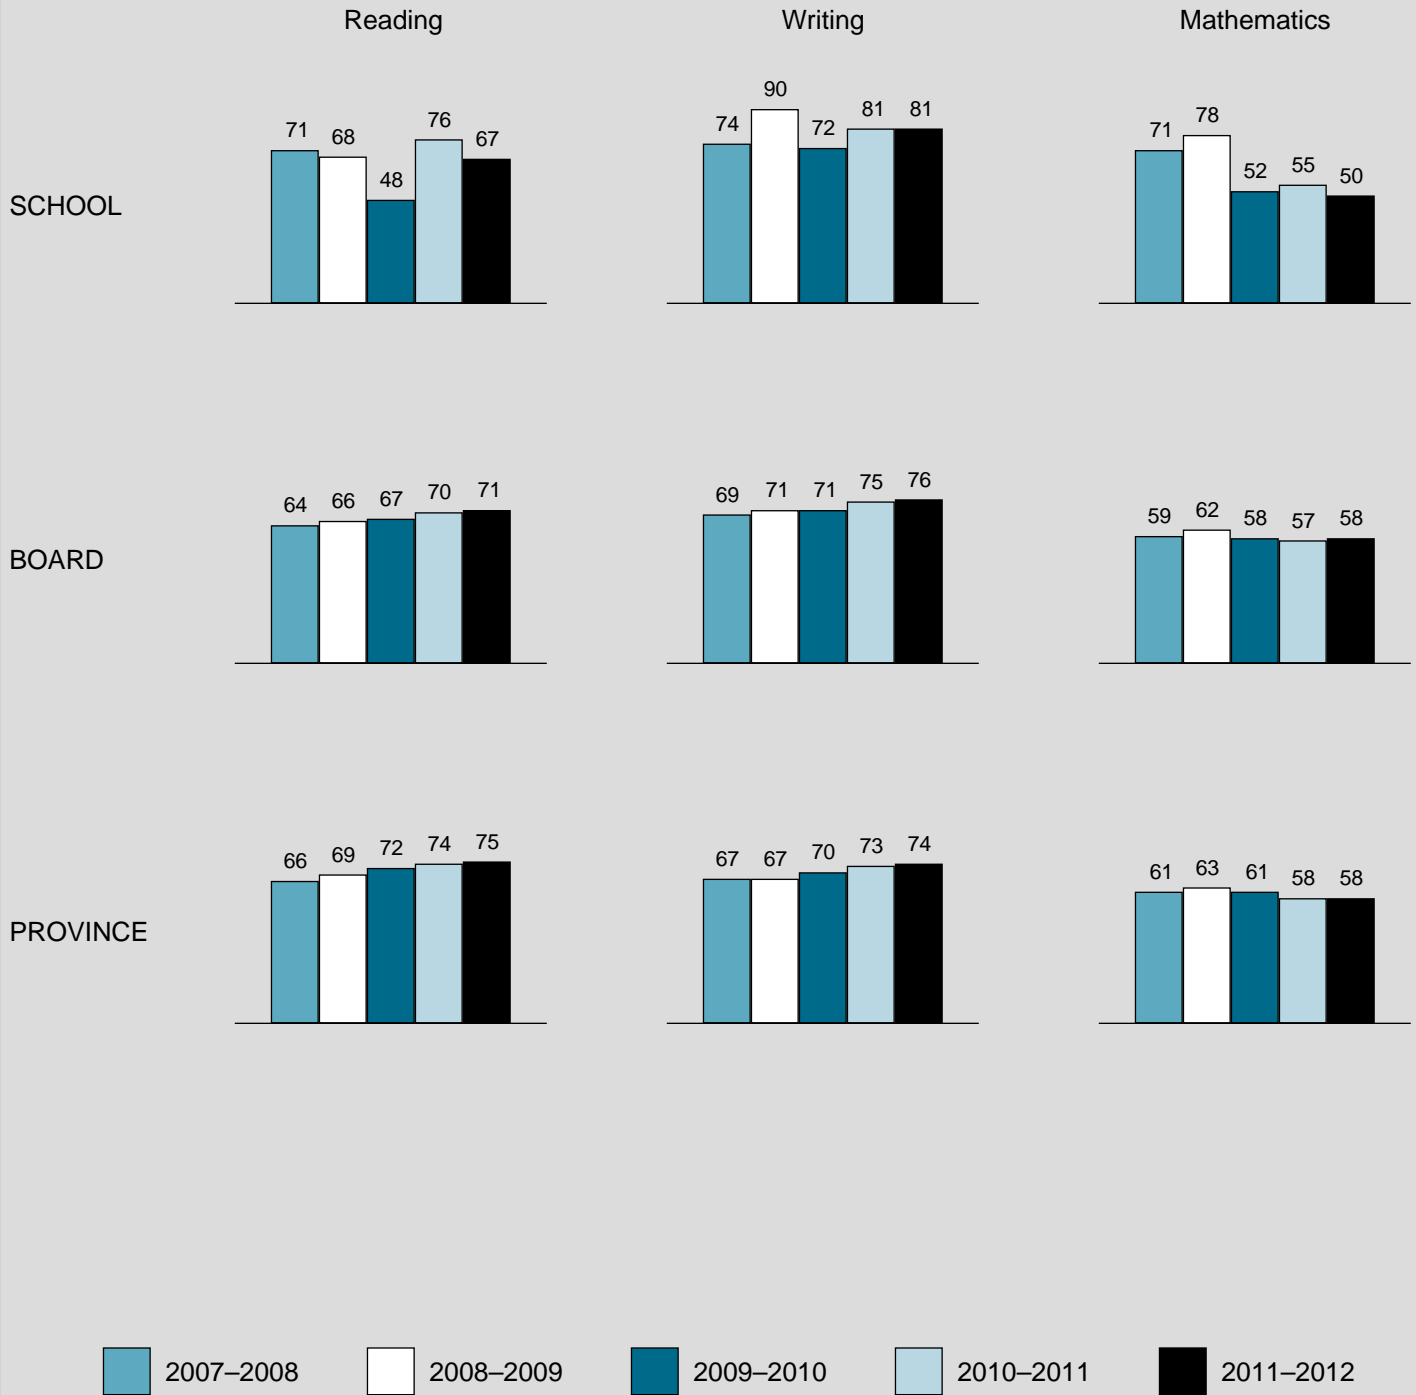 Reading Writing Mathematics
SCHOOL
71 68 48 76 67
74 90 72 81 81
71 78 52 55 50
BOARD
64 66 67 70 71
69 71 71 75 76
59 62 58 57 58
PROVINCE
66 69 72 74 75
67 67 70 73 74
61 63 61 58 58
2007–2008 2008–2009 2009–2010 2010–2011 2011–2012